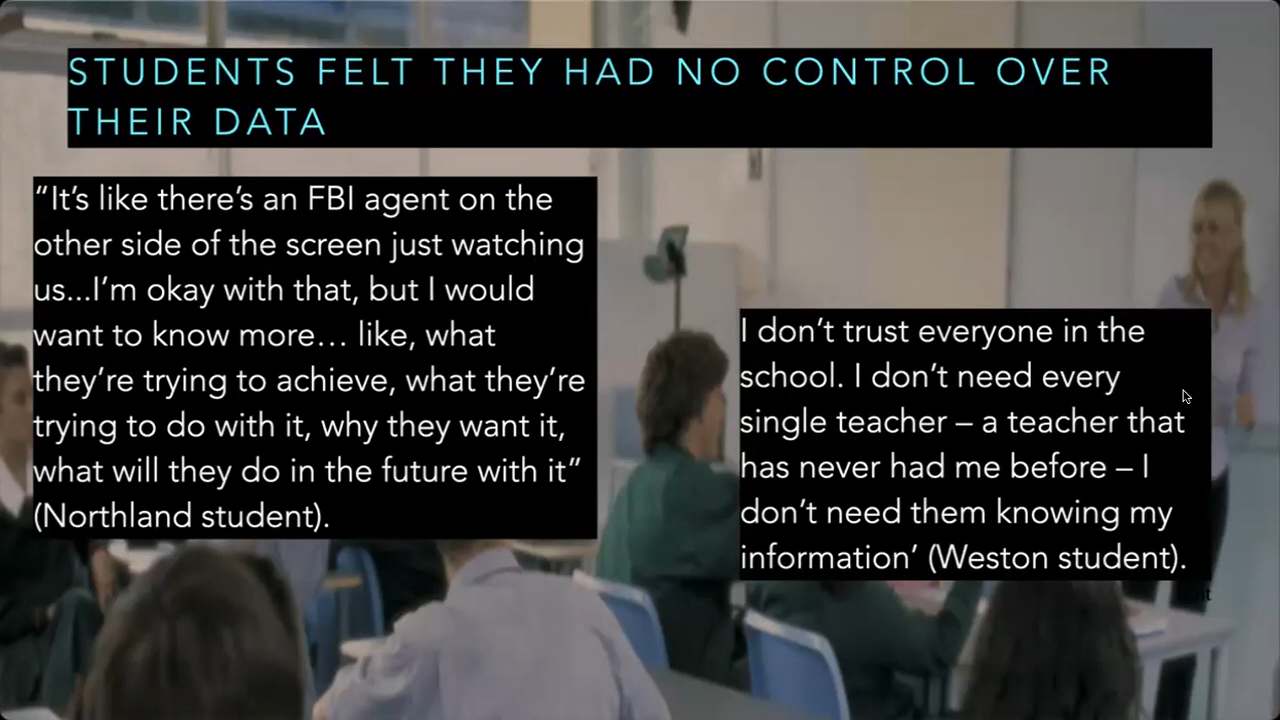 STUDENTS FELT THEY HAD NO CONTROL OVER
THEIR DATA
“It’s like there’s an FBI agent on the
other side of the screen just watching
us...I’m okay with that, but I would
want to know more… like, what
they’re trying to achieve, what they’re
trying to do with it, why they want it,
what will they do in the future with it”
(Northland student).
I don’t trust everyone in the
school. I don’t need every
single teacher – a teacher that
has never had me before – I
don’t need them knowing my
information’ (Weston student).